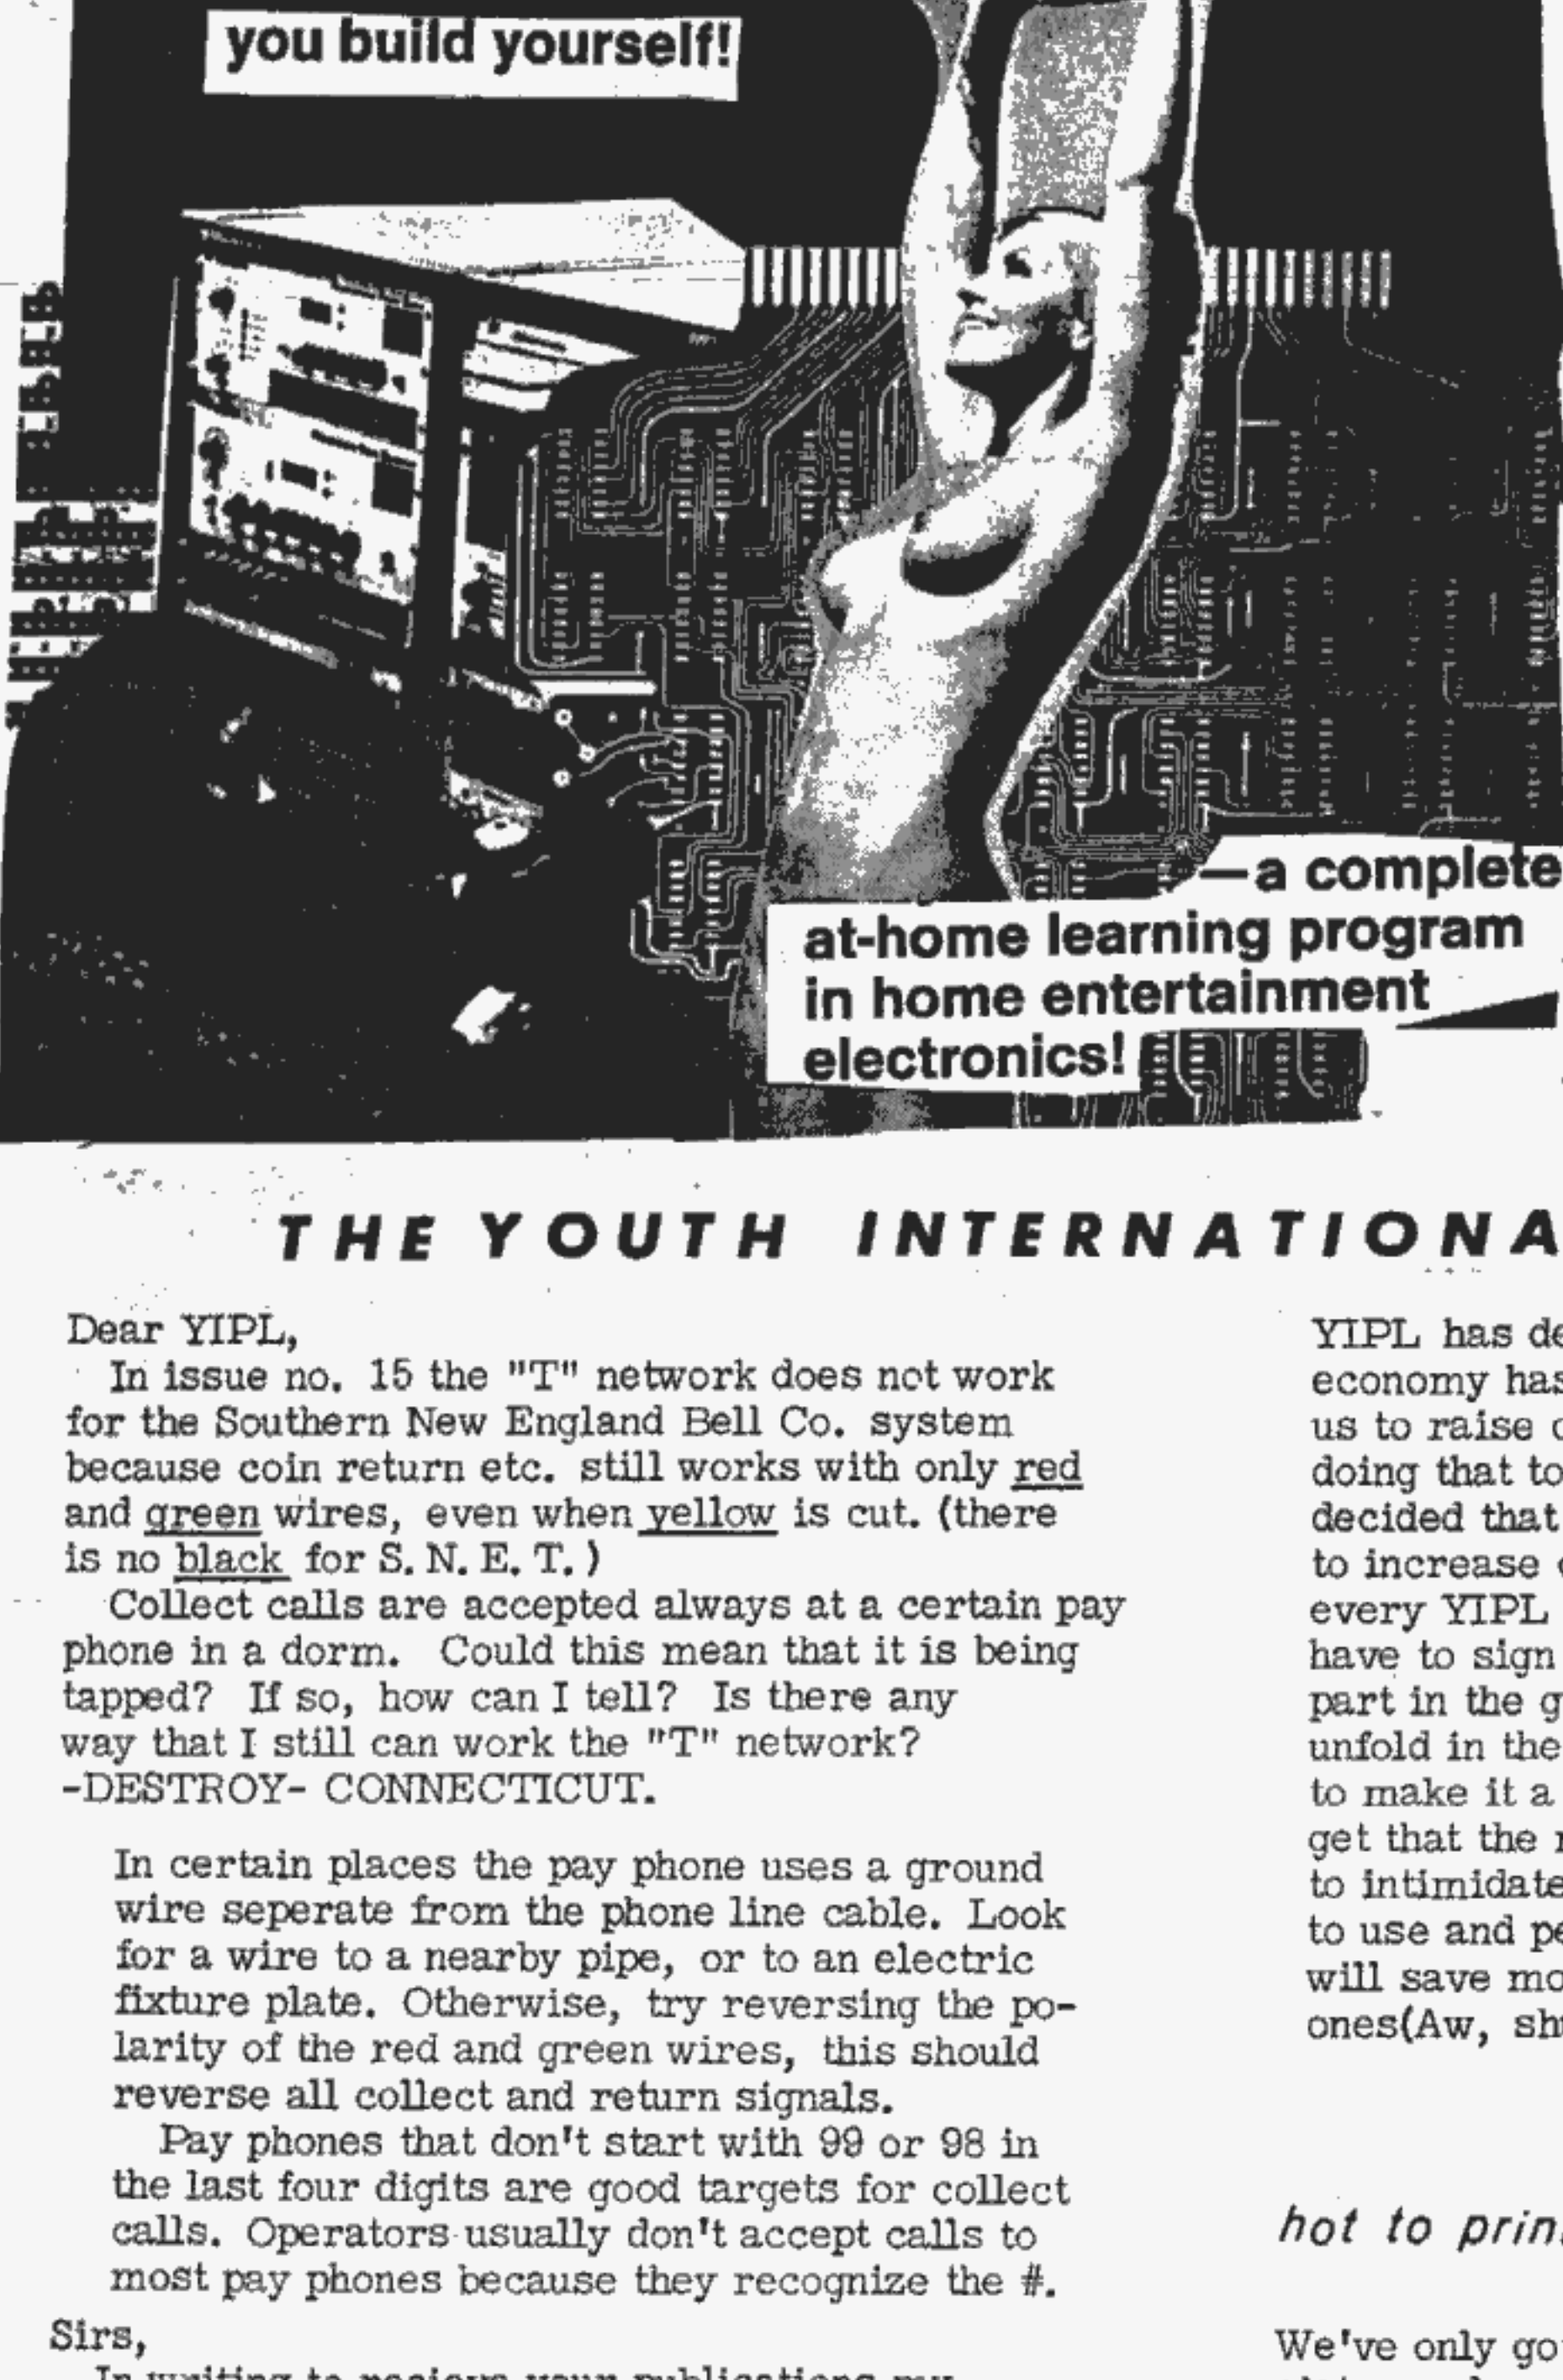 you build yourself!
—a complete
at-home learning program
in home entertainment
electronics!
THE YOUTH INTERNATIONA
Dear YIPL,
In issue no. 15 the "T" network does not work
for the Southern New England Bell Co. system
because coin return etc. still works with only red
and green wires, even when yellow is cut. (there
is no black for S. N. E. T. )
Collect calls are accepted always at a certain pay
phone in a dorm. Could this mean that it is being
tapped? If so, how can I tell? Is there any
way that I still can work the "T" network?
-DESTROY- CONNECTICUT.
In certain places the pay phone uses a ground
wire seperate from the phone line cable. Look
for a wire to a nearby pipe, or to an electric
fixture plate. Otherwise, try reversing the po-
larity of the red and green wires, this should
reverse all collect and return signals.
Pay phones that don't start with 99 or 98 in
the last four digits are good targets for collect
calls. Operators usually don't accept calls to
most pay phones because they recognize the #.
Sirs,
YIPL has de
economy has
us to raise
doing that to
decided that
to increase
every YIPL
have to sign
part in the g
unfold in the
to make it a
get that the
to intimidate
to use and pe
will save mo
ones(Aw, sh
hot to prin
We've only go